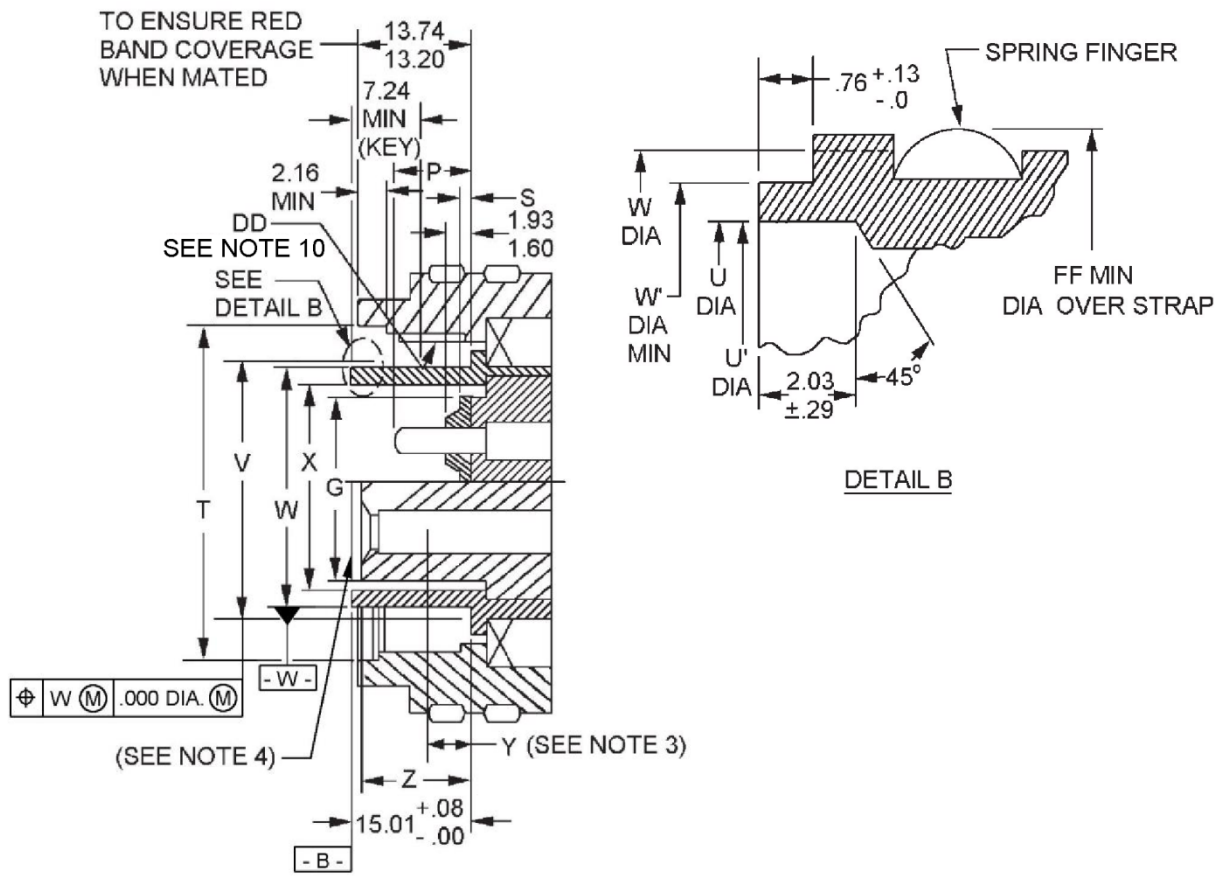 TO ENSURE RED
BAND COVERAGE
WHEN MATED
13.74
13.20
7.24
MIN
(KEY)
P
2.16
MIN
S
DD
1.93
1.60
SEE NOTE 10
SEE
DETAIL B
T
V
W
X
G
- W -
⌖ W Ⓜ .000 DIA. Ⓜ
(SEE NOTE 4)
Y (SEE NOTE 3)
Z
15.01 +.08
- .00
- B -
SPRING FINGER
.76 +.13
- .0
W
DIA
W'
DIA
MIN
U
DIA
U'
DIA
FF MIN
DIA OVER STRAP
2.03
±.29
45°
DETAIL B